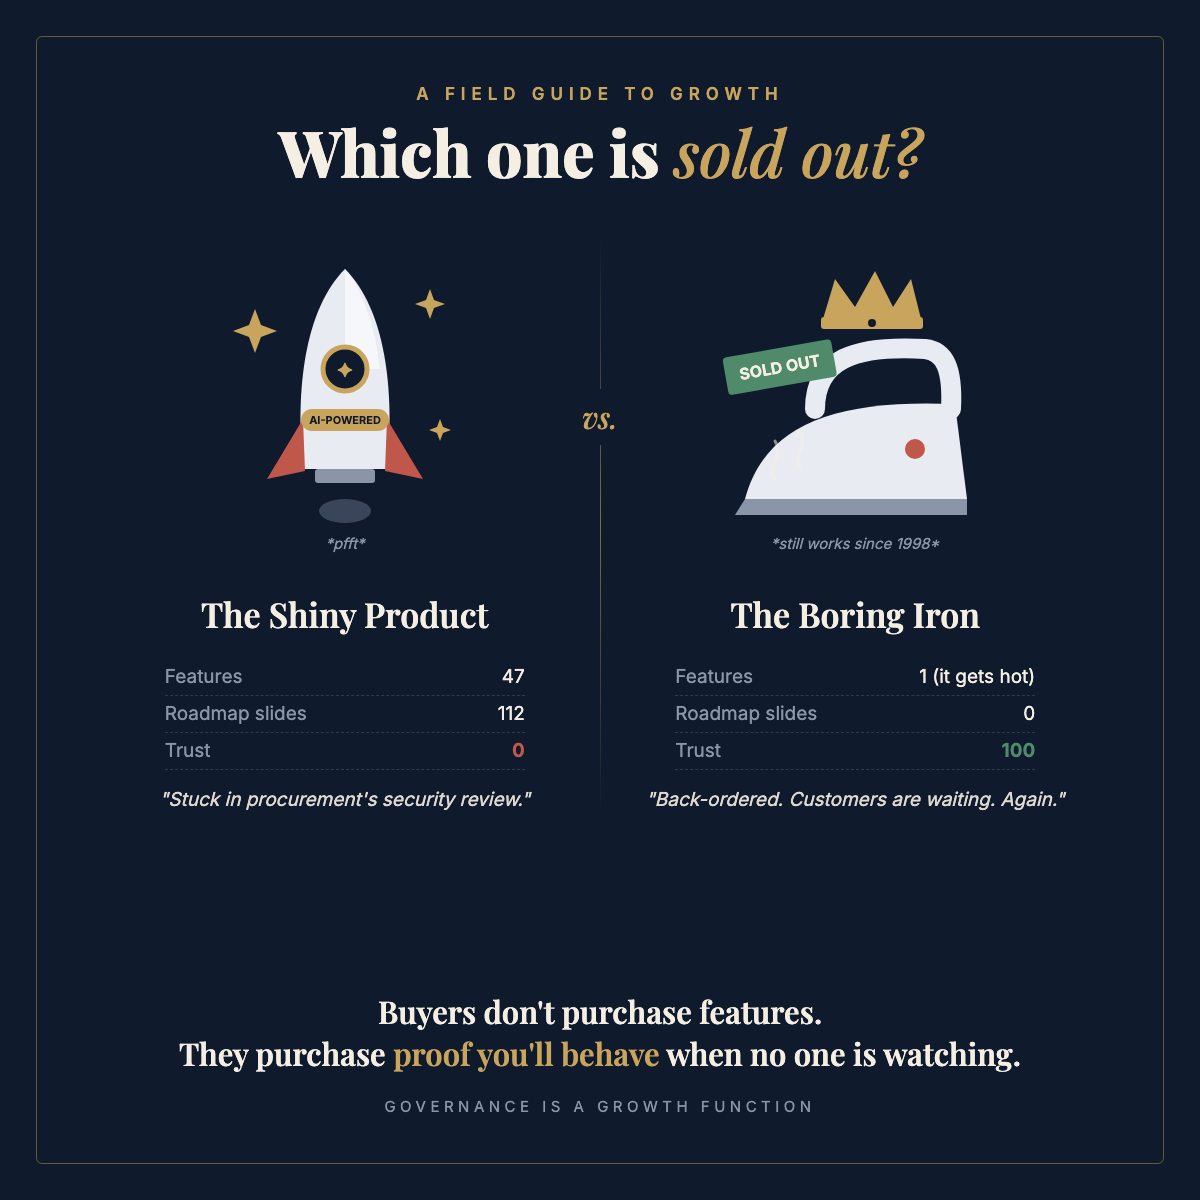 A FIELD GUIDE TO GROWTH
Which one is sold out?
AI-POWERED
*pfft*
The Shiny Product
Features 47
Roadmap slides 112
Trust 0
"Stuck in procurement's security review."
vs.
SOLD OUT
*still works since 1998*
The Boring Iron
Features 1 (it gets hot)
Roadmap slides 0
Trust 100
"Back-ordered. Customers are waiting. Again."
Buyers don't purchase features.
They purchase proof you'll behave when no one is watching.
GOVERNANCE IS A GROWTH FUNCTION